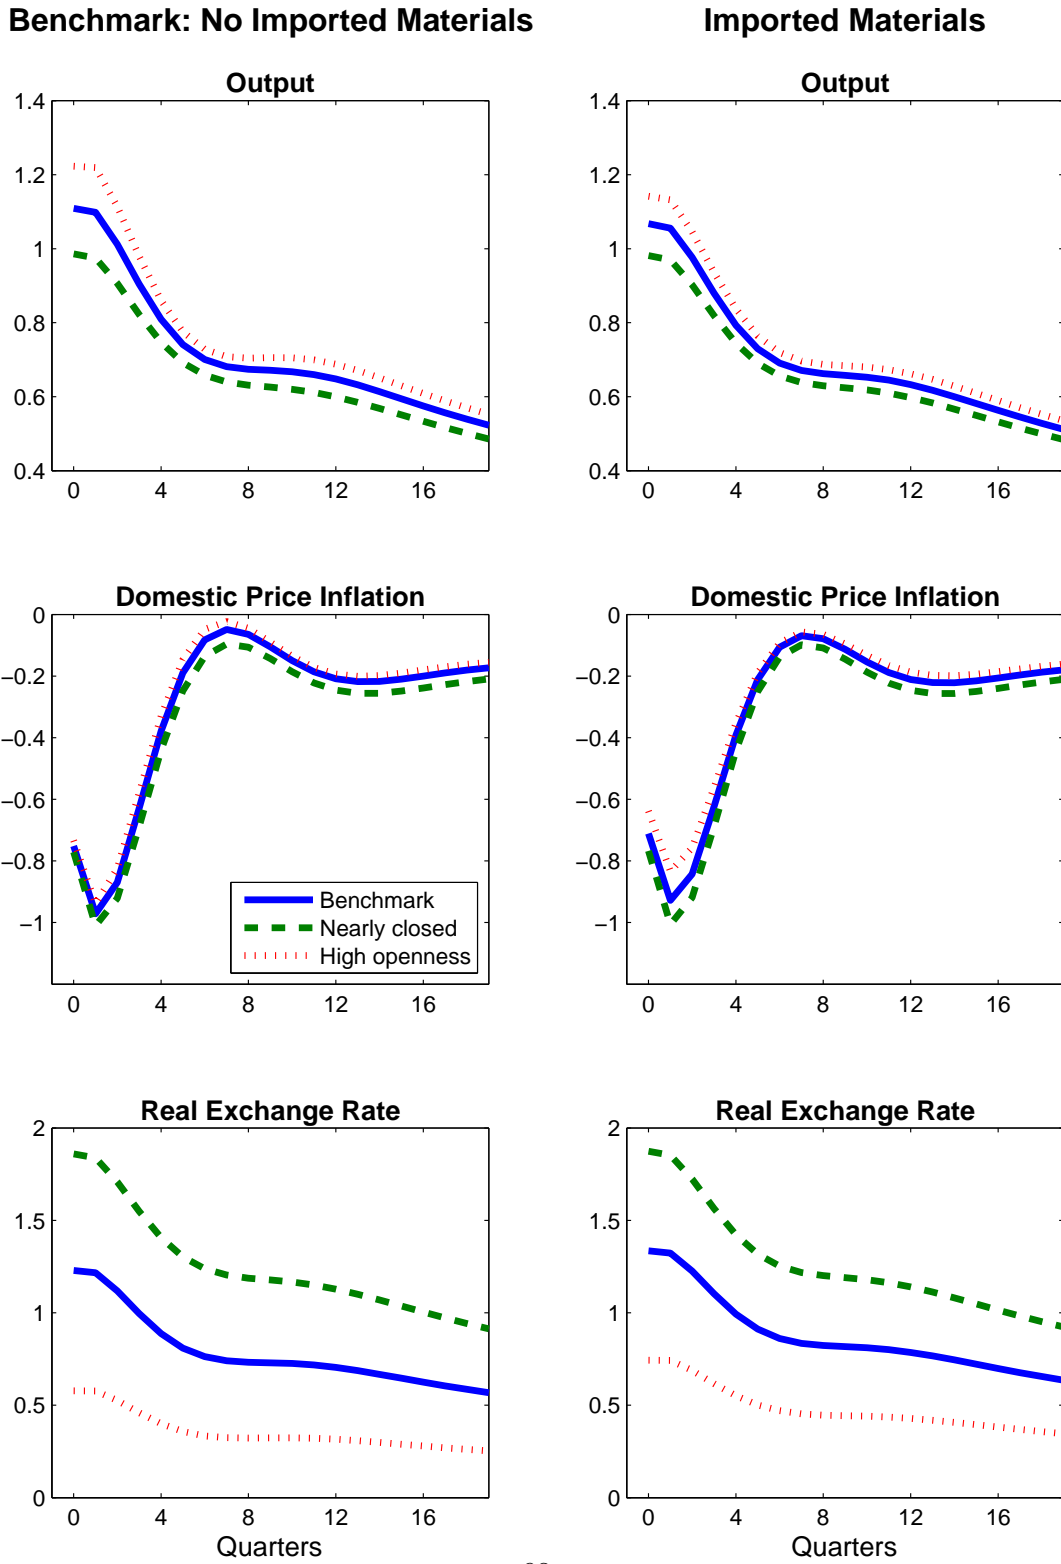 Benchmark: No Imported Materials
Imported Materials
Output
1.4
1.2
1
0.8
0.6
0.4
0 4 8 12 16
Output
1.4
1.2
1
0.8
0.6
0.4
0 4 8 12 16
Domestic Price Inflation
0
−0.2
−0.4
−0.6
−0.8
−1
Benchmark
Nearly closed
High openness
0 4 8 12 16
Domestic Price Inflation
0
−0.2
−0.4
−0.6
−0.8
−1
0 4 8 12 16
Real Exchange Rate
2
1.5
1
0.5
0
0 4 8 12 16
Quarters
Real Exchange Rate
2
1.5
1
0.5
0
0 4 8 12 16
Quarters